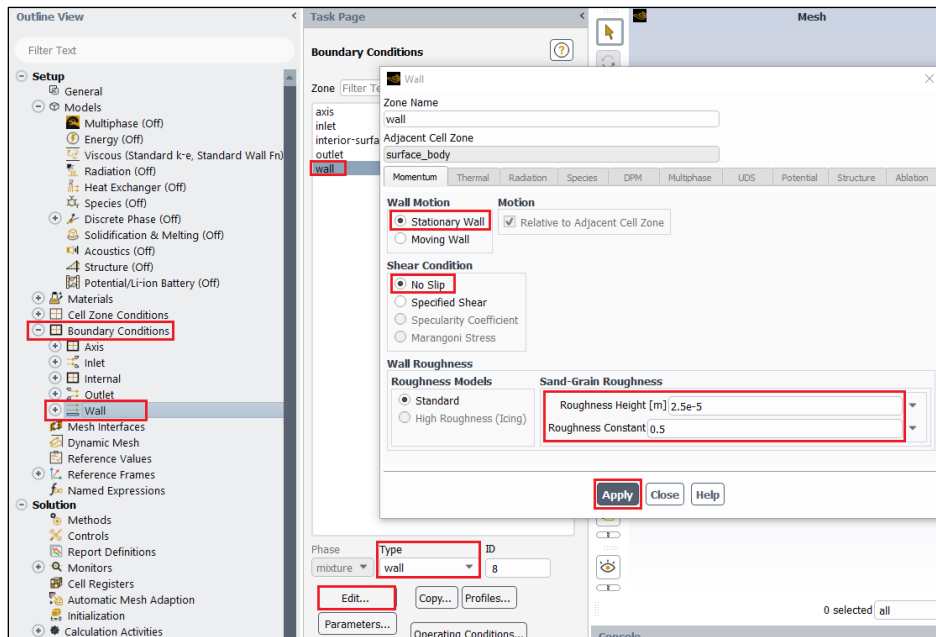 Outline View
Filter Text
Setup
General
Models
Multiphase (Off)
Energy (Off)
Viscous (Standard k-e, Standard Wall Fn)
Radiation (Off)
Heat Exchanger (Off)
Species (Off)
Discrete Phase (Off)
Solidification & Melting (Off)
Acoustics (Off)
Structure (Off)
Potential/Li-ion Battery (Off)
Materials
Cell Zone Conditions
Boundary Conditions
Axis
Inlet
Internal
Outlet
Wall
Mesh Interfaces
Dynamic Mesh
Reference Values
Reference Frames
Named Expressions
Solution
Methods
Controls
Report Definitions
Monitors
Cell Registers
Automatic Mesh Adaption
Initialization
Calculation Activities
Task Page
Boundary Conditions
Zone Filter Te
axis
inlet
interior-surfa
outlet
wall
Phase Type ID
mixture wall 8
Edit... Copy... Profiles...
Parameters... Operating Conditions...
Mesh
Wall
Zone Name
wall
Adjacent Cell Zone
surface_body
Momentum Thermal Radiation Species DPM Multiphase UDS Potential Structure Ablation
Wall Motion Motion
Stationary Wall Relative to Adjacent Cell Zone
Moving Wall
Shear Condition
No Slip
Specified Shear
Specularity Coefficient
Marangoni Stress
Wall Roughness
Roughness Models Sand-Grain Roughness
Standard Roughness Height [m] 2.5e-5
High Roughness (Icing) Roughness Constant 0.5
Apply Close Help
0 selected all
Console